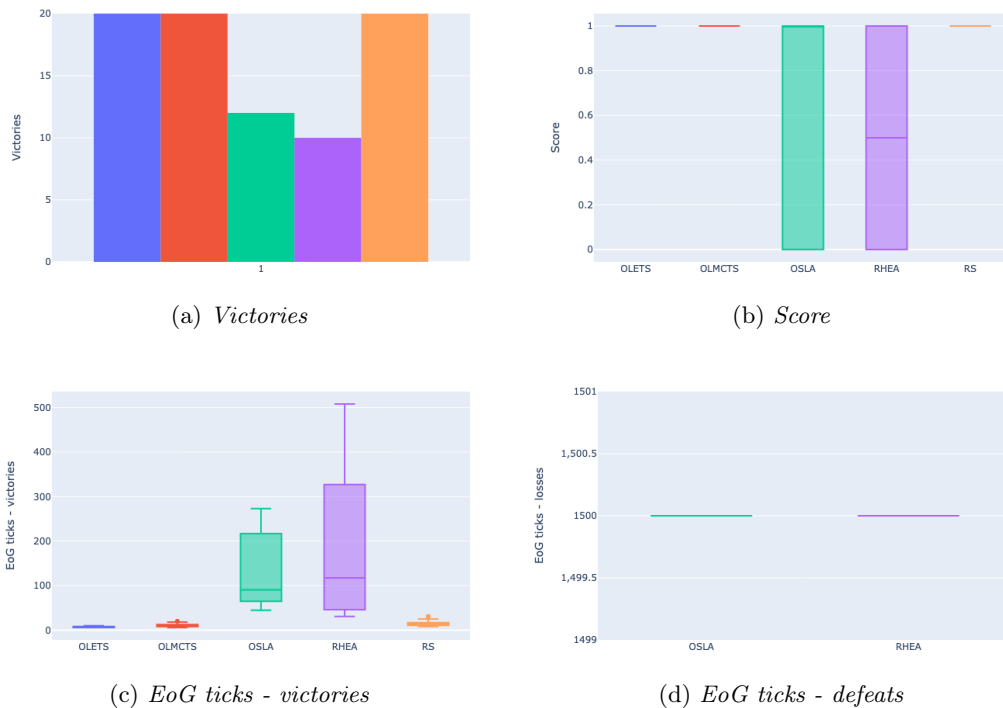 20
15
10
5
0
Victories
1
(a) Victories
1
0.8
0.6
0.4
0.2
0
Score
OLETS OLMCTS OSLA RHEA RS
(b) Score
500
400
300
200
100
0
EoG ticks - victories
OLETS OLMCTS OSLA RHEA RS
(c) EoG ticks - victories
1501
1,500.5
1500
1,499.5
1499
EoG ticks - losses
OSLA RHEA
(d) EoG ticks - defeats